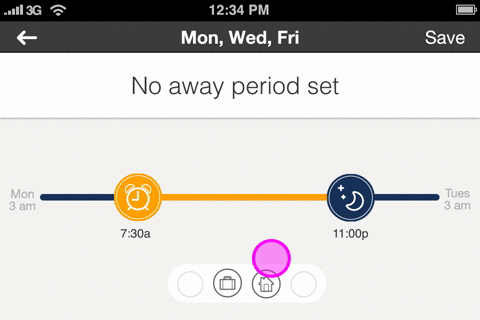 3G 12:34 PM
Mon, Wed, Fri Save
No away period set
Mon
3 am
Tues
3 am
7:30a 11:00p